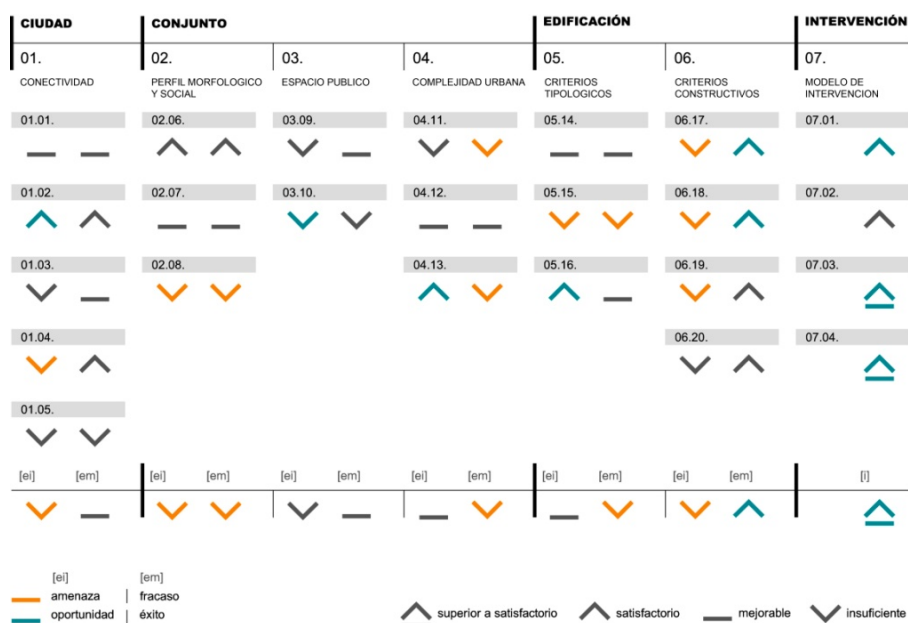 CIUDAD CONJUNTO EDIFICACIÓN INTERVENCIÓN
01. 02. 03. 04. 05. 06. 07.
CONECTIVIDAD PERFIL MORFOLOGICO ESPACIO PUBLICO COMPLEJIDAD URBANA CRITERIOS CRITERIOS MODELO DE
Y SOCIAL TIPOLOGICOS CONSTRUCTIVOS INTERVENCION
01.01. 02.06. 03.09. 04.11. 05.14. 06.17. 07.01.
01.02. 02.07. 03.10. 04.12. 05.15. 06.18. 07.02.
01.03. 02.08. 04.13. 05.16. 06.19. 07.03.
01.04. 06.20. 07.04.
01.05.
[ei] [em] [ei] [em] [ei] [em] [ei] [em] [ei] [em] [ei] [em] [i]
[ei] [em]
amenaza fracaso
oportunidad éxito
superior a satisfactorio satisfactorio mejorable insuficiente